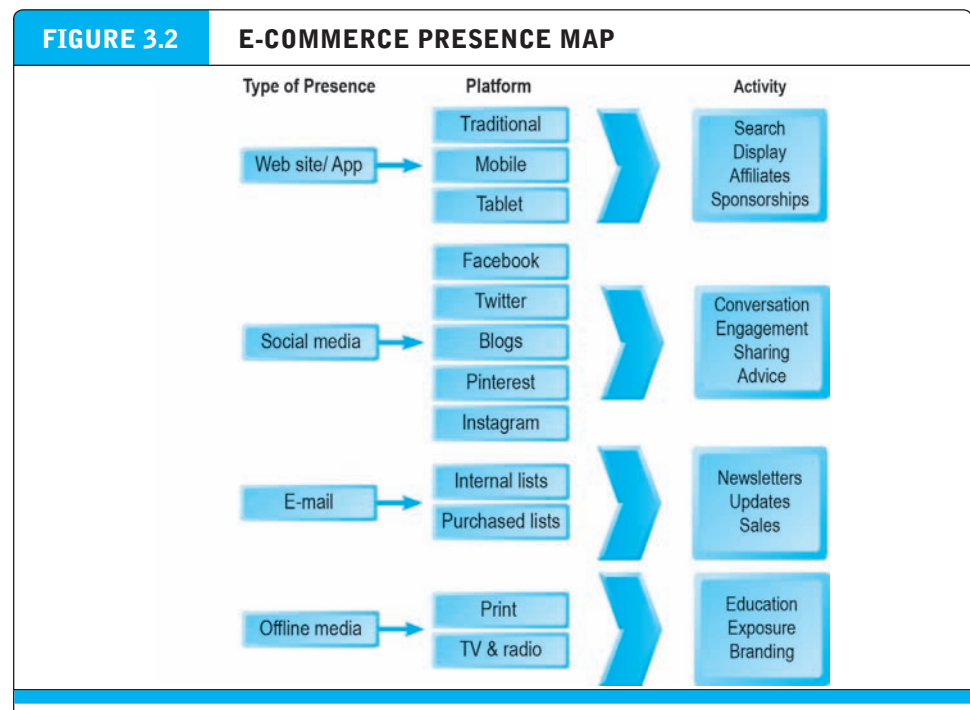 FIGURE 3.2 E-COMMERCE PRESENCE MAP
Type of Presence Platform Activity
Web site/ App
Traditional
Mobile
Tablet
Search
Display
Affiliates
Sponsorships
Social media
Facebook
Twitter
Blogs
Pinterest
Instagram
Conversation
Engagement
Sharing
Advice
E-mail
Internal lists
Purchased lists
Newsletters
Updates
Sales
Offline media
Print
TV & radio
Education
Exposure
Branding